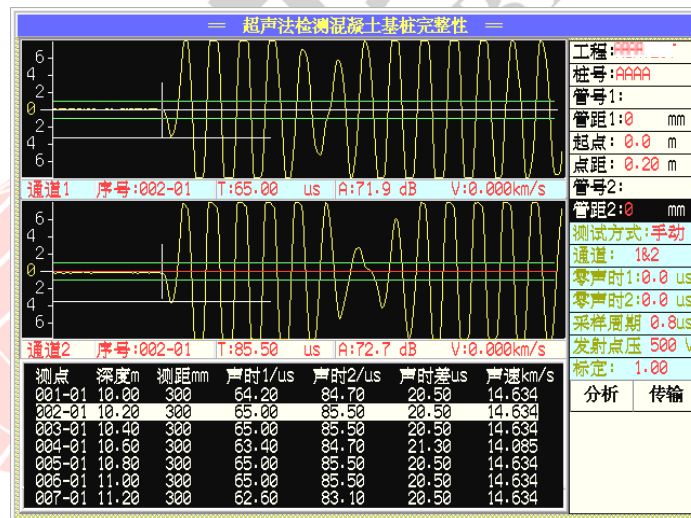 ═ 超声法检测混凝土基桩完整性 ═
6
4
2
0
2
4
6
通道1 序号:002-01 T:65.00 us A:71.9 dB V:0.000km/s
6
4
2
0
2
4
6
通道2 序号:002-01 T:85.50 us A:72.7 dB V:0.000km/s
测点 深度m 测距mm 声时1/us 声时2/us 声时差us 声速km/s
001-01 10.00 300 64.20 84.70 20.50 14.634
002-01 10.20 300 65.00 85.50 20.50 14.634
003-01 10.40 300 65.00 85.50 20.50 14.634
004-01 10.60 300 63.40 84.70 21.30 14.085
005-01 10.80 300 65.00 85.50 20.50 14.634
006-01 11.00 300 65.00 85.50 20.50 14.634
007-01 11.20 300 62.60 83.10 20.50 14.634
工程:
桩号:AAAA
管号1:
管距1:0 mm
起点: 0.0 m
点距: 0.20 m
管号2:
管距2:0 mm
测试方式:手动
通道: 1&2
零声时1:0.0 us
零声时2:0.0 us
采样周期 0.8us
发射点压 500 V
标定: 1.00
分析 传输